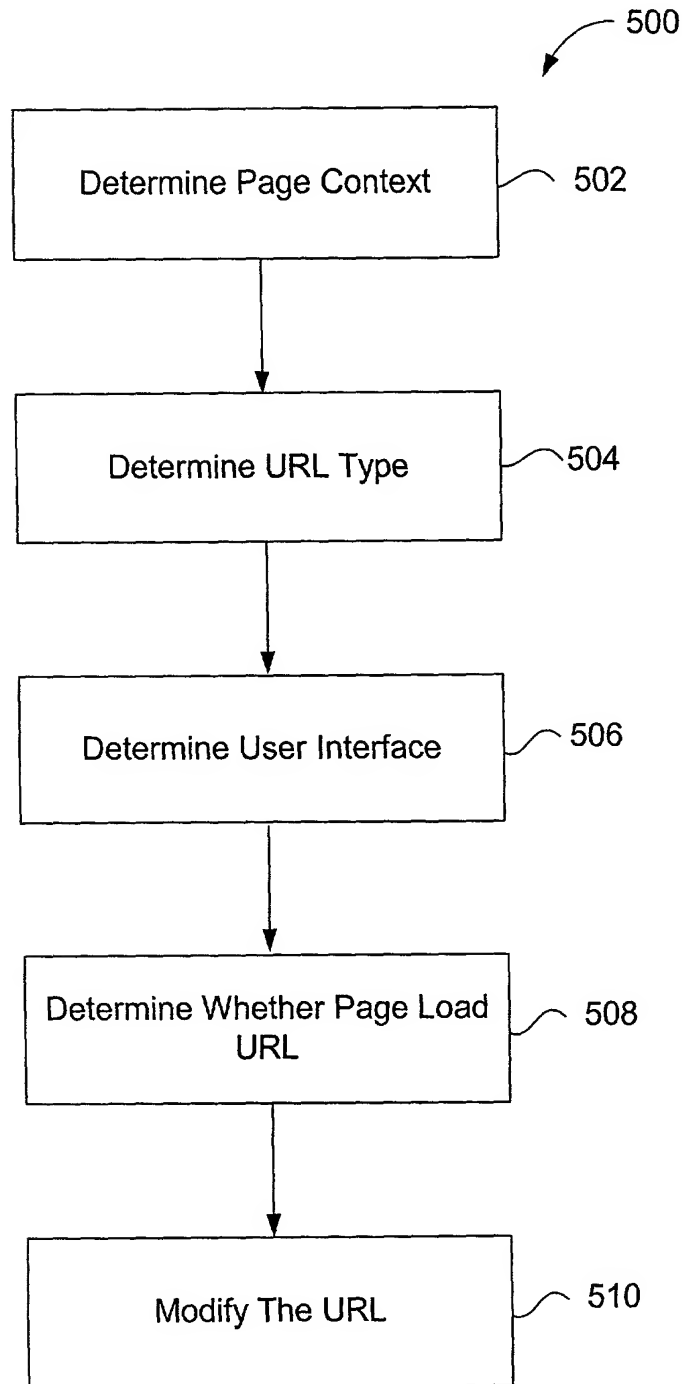 500
Determine Page Context
502
Determine URL Type
504
Determine User Interface
506
Determine Whether Page Load
URL
508
Modify The URL
510